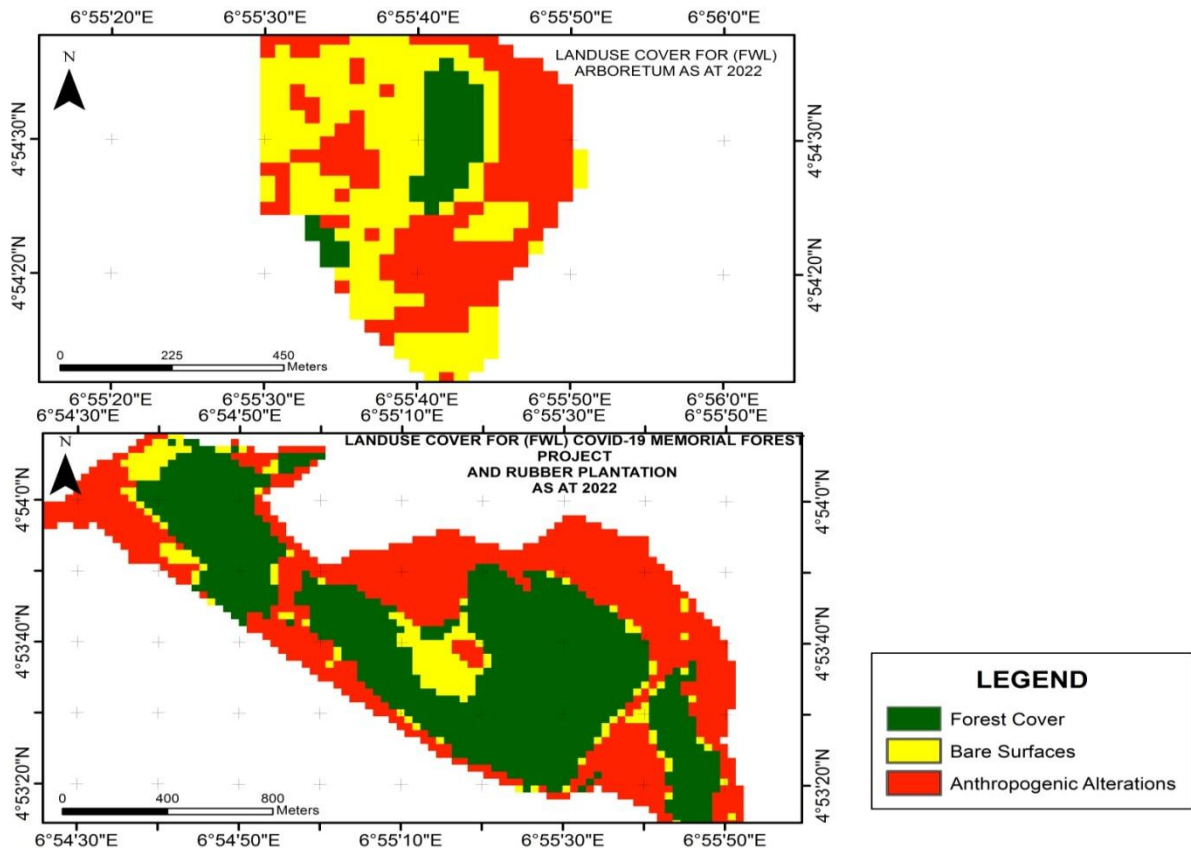 6°55'20"E 6°55'30"E 6°55'40"E 6°55'50"E 6°56'0"E
N
LANDUSE COVER FOR (FWL)
ARBORETUM AS AT 2022
4°54'30"N
4°54'30"N
4°54'20"N
4°54'20"N
0 225 450
Meters
6°55'20"E 6°55'30"E 6°55'40"E 6°55'50"E 6°56'0"E
6°54'30"E 6°54'50"E 6°55'10"E 6°55'30"E 6°55'50"E
N
LANDUSE COVER FOR (FWL) COVID-19 MEMORIAL FOREST
PROJECT
AND RUBBER PLANTATION
AS AT 2022
4°54'0"N
4°54'0"N
4°53'40"N
4°53'40"N
4°53'20"N
4°53'20"N
0 400 800
Meters
6°54'30"E 6°54'50"E 6°55'10"E 6°55'30"E 6°55'50"E
LEGEND
Forest Cover
Bare Surfaces
Anthropogenic Alterations